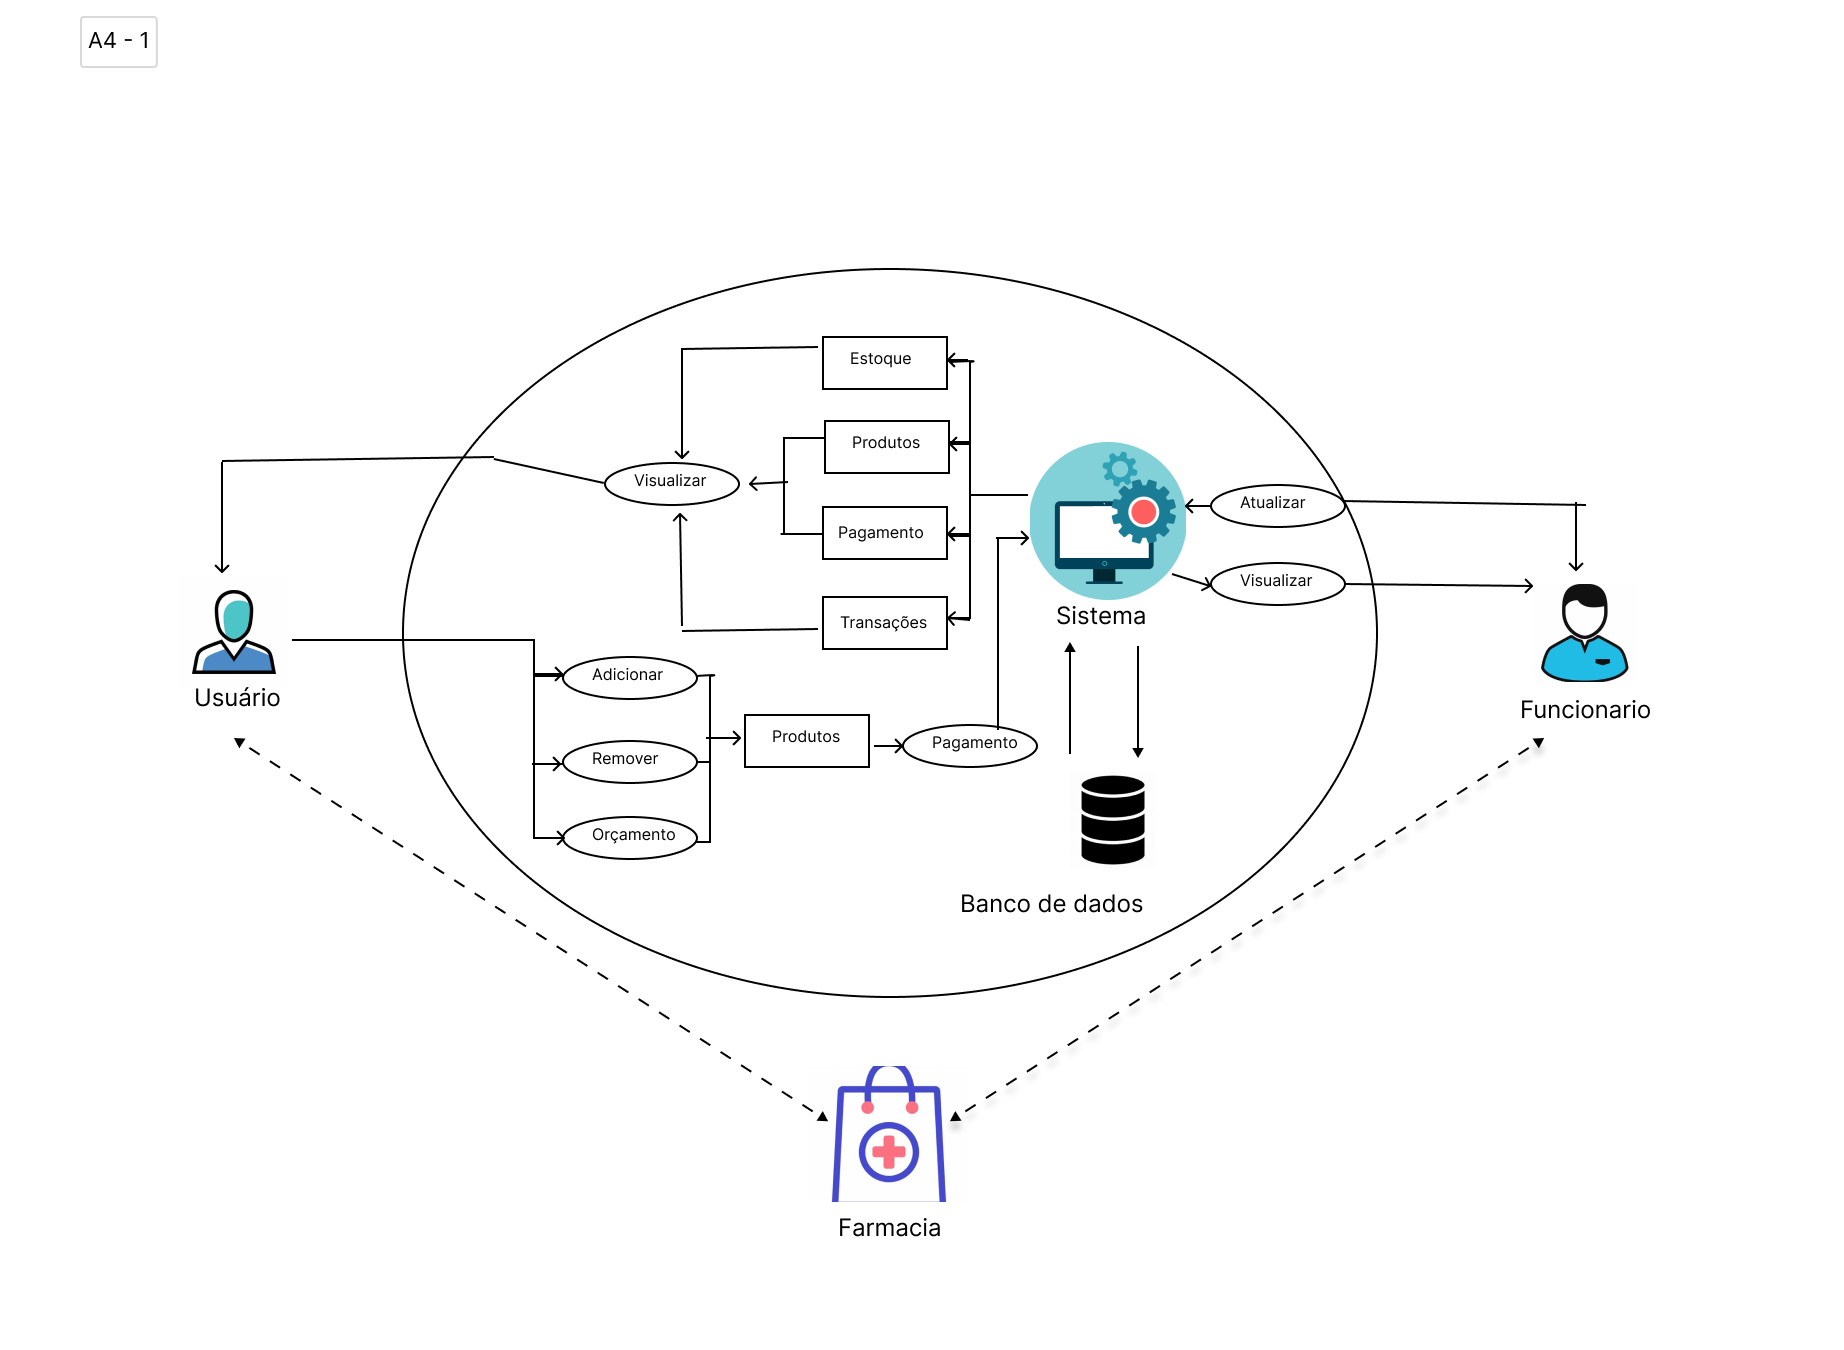 A4 - 1
Estoque
Produtos
Visualizar
Pagamento
Atualizar
Visualizar
Sistema
Transações
Adicionar
Usuário
Funcionario
Produtos
Pagamento
Remover
Orçamento
Banco de dados
Farmacia